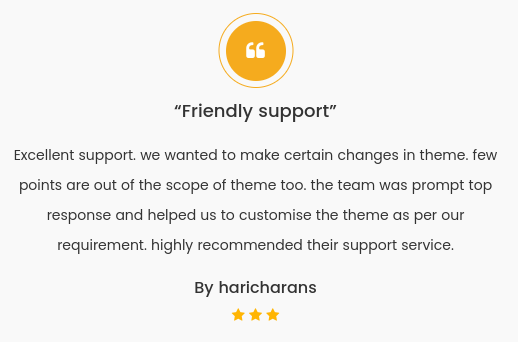 “Friendly support”
Excellent support. we wanted to make certain changes in theme. few
points are out of the scope of theme too. the team was prompt top
response and helped us to customise the theme as per our
requirement. highly recommended their support service.
By haricharans